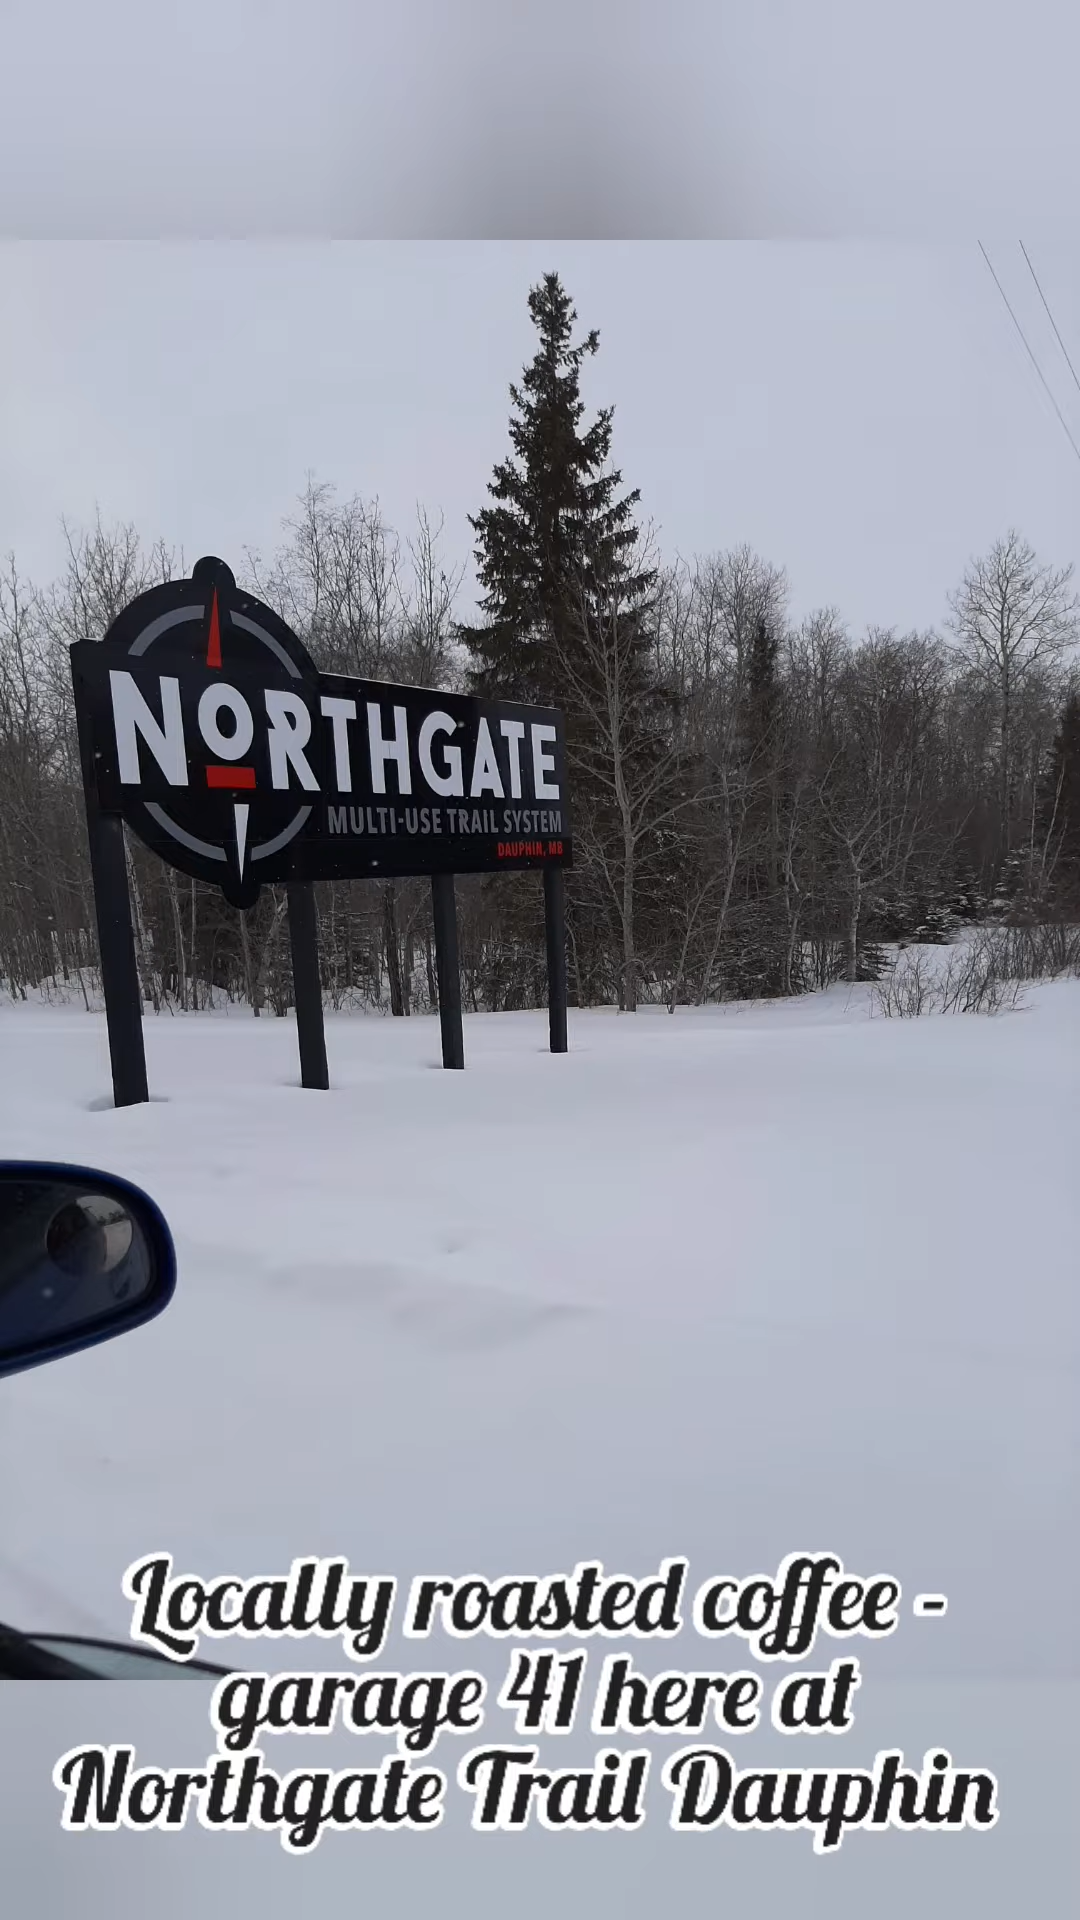 NORTHGATE
MULTI-USE TRAIL SYSTEM
DAUPHIN, MB
Locally roasted coffee -
garage 41 here at
Northgate Trail Dauphin